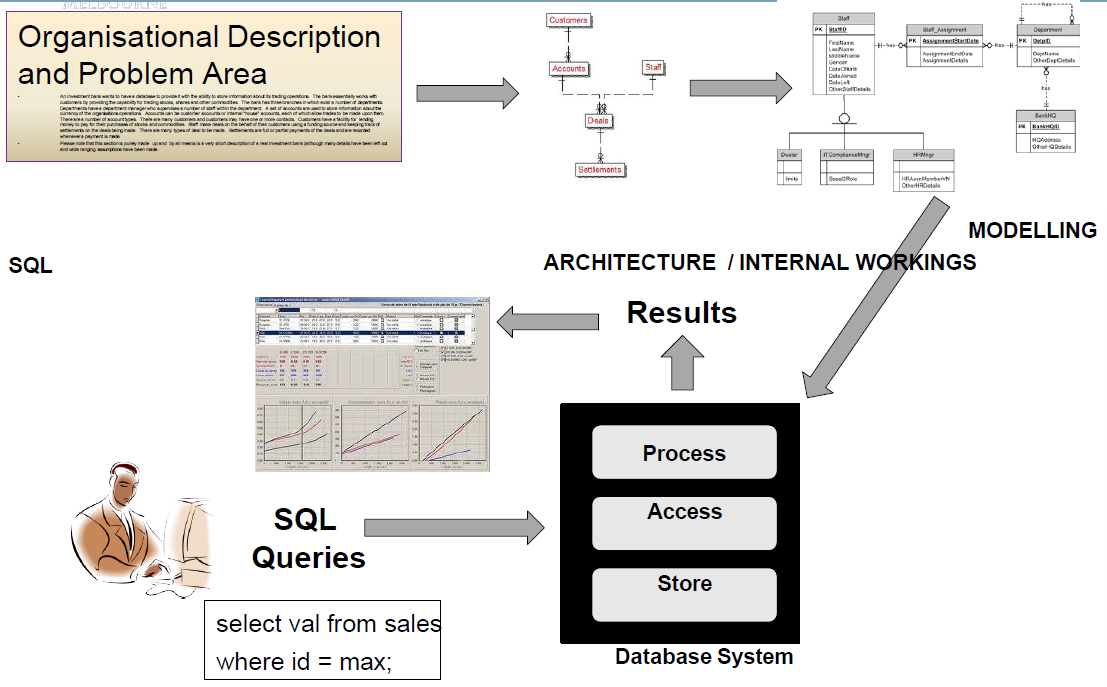 MELBOURNE
Organisational Description
and Problem Area
• An investment bank wants to have a database to provide it with the ability to store information about its trading operations. The bank essentially works with
customers by providing the capability for trading stocks, shares and other commodities. The bank has three branches in which exist a number of departments.
Departments have a department manager who supervises a number of staff within the department. A set of accounts are used to store information about the
currency of the organisations operations. Accounts can be customer accounts or internal "house" accounts, each of which allow trades to be made upon them.
There are a number of account types. There are many customers and customers may have one or more contacts. Customers have a facility for lending
money to pay for their purchases of stocks and commodities. Staff make deals on the behalf of their customers using a funding source and keeping track of
settlements on the deals being made. There are many types of deal to be made. Settlements are full or partial payments of the deals and are recorded
whenever a payment is made.
• Please note that this section is purely made up and by all means is a very short description of a real investment bank (although many details have been left out
and wide ranging assumptions have been made.
Customers
Accounts
Staff
Deals
Settlements
Staff
PK StaffID
FirstName
LastName
MiddleName
Gender
DateOfBirth
DateJoined
DateLeft
OtherStaffDetails
has
Staff_Assignment
PK AssignmentStartDate
AssignmentEndDate
AssignmentDetails
has
has
Department
PK DetpID
DeptName
OtherDeptDetails
has
BankHQ
PK BankHQID
HQAddress
OtherHQDetails
Dealer
limits
ITComplianceMngr
Basel2Role
HRMngr
HRAssnMemberYN
OtherHRDetails
MODELLING
SQL
ARCHITECTURE / INTERNAL WORKINGS
Results
Process
Access
Store
Database System
SQL
Queries
select val from sales
where id = max;